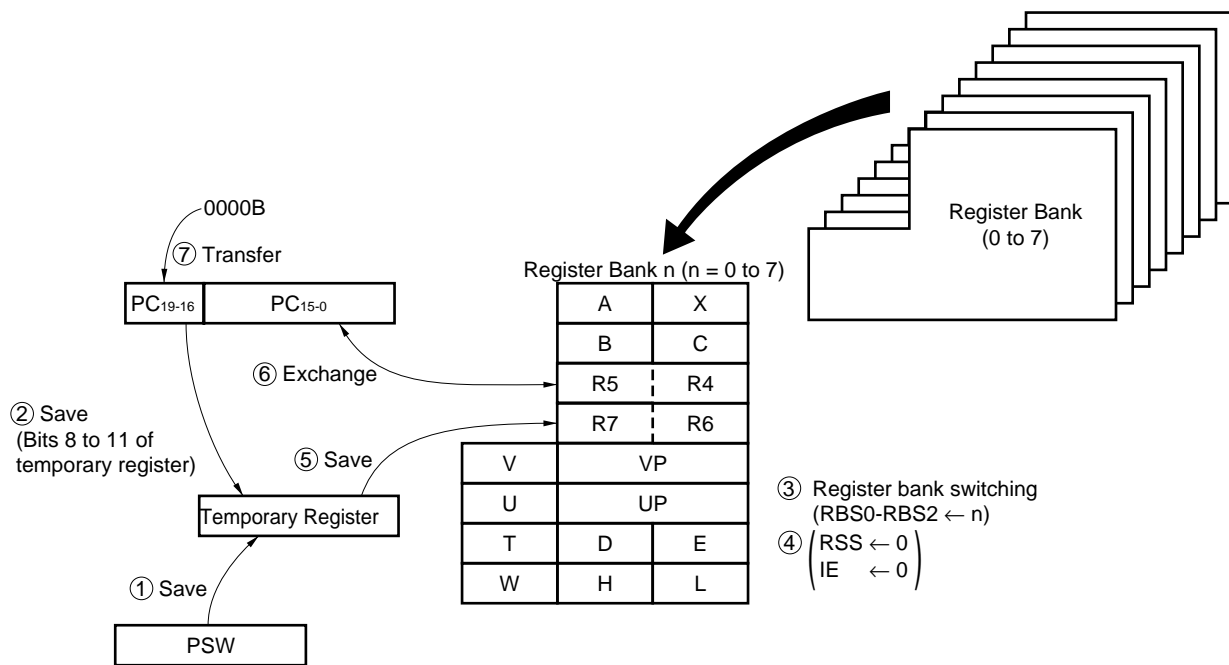 Register Bank
(0 to 7)
0000B
⑦ Transfer
Register Bank n (n = 0 to 7)
PC19-16 PC15-0
A X
B C
⑥ Exchange
R5 R4
② Save
(Bits 8 to 11 of
temporary register)
R7 R6
⑤ Save
V VP
③ Register bank switching
(RBS0-RBS2 ← n)
U UP
Temporary Register
④ (RSS ← 0
IE ← 0)
T D E
W H L
① Save
PSW